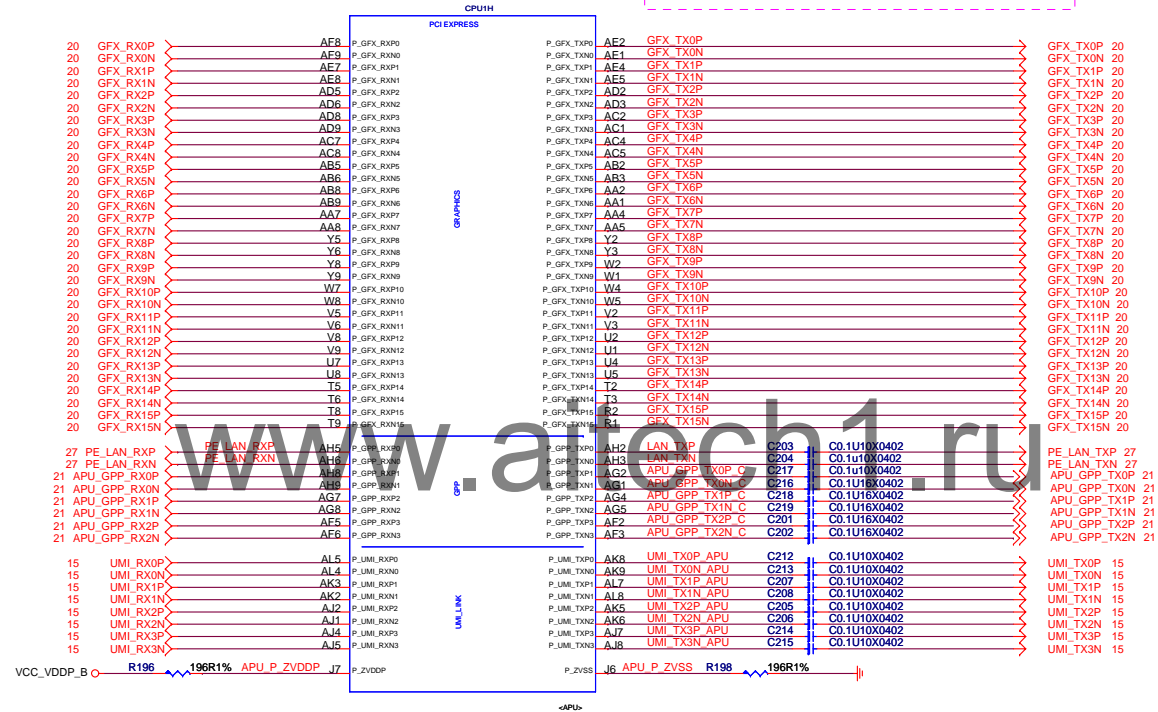 CPU1H
PCI EXPRESS
20 GFX_RX0P AF8 P_GFX_RXP0 P_GFX_TXP0 AE2 GFX_TX0P GFX_TX0P 20
20 GFX_RX0N AF9 P_GFX_RXN0 P_GFX_TXN0 AE1 GFX_TX0N GFX_TX0N 20
20 GFX_RX1P AE7 P_GFX_RXP1 P_GFX_TXP1 AE4 GFX_TX1P GFX_TX1P 20
20 GFX_RX1N AE8 P_GFX_RXN1 P_GFX_TXN1 AE5 GFX_TX1N GFX_TX1N 20
20 GFX_RX2P AD5 P_GFX_RXP2 P_GFX_TXP2 AD2 GFX_TX2P GFX_TX2P 20
20 GFX_RX2N AD6 P_GFX_RXN2 P_GFX_TXN2 AD3 GFX_TX2N GFX_TX2N 20
20 GFX_RX3P AD8 P_GFX_RXP3 P_GFX_TXP3 AC2 GFX_TX3P GFX_TX3P 20
20 GFX_RX3N AD9 P_GFX_RXN3 P_GFX_TXN3 AC1 GFX_TX3N GFX_TX3N 20
20 GFX_RX4P AC7 P_GFX_RXP4 P_GFX_TXP4 AC4 GFX_TX4P GFX_TX4P 20
20 GFX_RX4N AC8 P_GFX_RXN4 P_GFX_TXN4 AC5 GFX_TX4N GFX_TX4N 20
20 GFX_RX5P AB5 P_GFX_RXP5 P_GFX_TXP5 AB2 GFX_TX5P GFX_TX5P 20
20 GFX_RX5N AB6 P_GFX_RXN5 P_GFX_TXN5 AB3 GFX_TX5N GFX_TX5N 20
20 GFX_RX6P AB8 P_GFX_RXP6 P_GFX_TXP6 AA2 GFX_TX6P GFX_TX6P 20
20 GFX_RX6N AB9 P_GFX_RXN6 P_GFX_TXN6 AA1 GFX_TX6N GFX_TX6N 20
20 GFX_RX7P AA7 P_GFX_RXP7 P_GFX_TXP7 AA4 GFX_TX7P GFX_TX7P 20
20 GFX_RX7N AA8 P_GFX_RXN7 P_GFX_TXN7 AA5 GFX_TX7N GFX_TX7N 20
GRAPHICS
20 GFX_RX8P Y5 P_GFX_RXP8 P_GFX_TXP8 Y2 GFX_TX8P GFX_TX8P 20
20 GFX_RX8N Y6 P_GFX_RXN8 P_GFX_TXN8 Y3 GFX_TX8N GFX_TX8N 20
20 GFX_RX9P Y8 P_GFX_RXP9 P_GFX_TXP9 W2 GFX_TX9P GFX_TX9P 20
20 GFX_RX9N Y9 P_GFX_RXN9 P_GFX_TXN9 W1 GFX_TX9N GFX_TX9N 20
20 GFX_RX10P W7 P_GFX_RXP10 P_GFX_TXP10 W4 GFX_TX10P GFX_TX10P 20
20 GFX_RX10N W8 P_GFX_RXN10 P_GFX_TXN10 W5 GFX_TX10N GFX_TX10N 20
20 GFX_RX11P V5 P_GFX_RXP11 P_GFX_TXP11 V2 GFX_TX11P GFX_TX11P 20
20 GFX_RX11N V6 P_GFX_RXN11 P_GFX_TXN11 V3 GFX_TX11N GFX_TX11N 20
20 GFX_RX12P V8 P_GFX_RXP12 P_GFX_TXP12 U2 GFX_TX12P GFX_TX12P 20
20 GFX_RX12N V9 P_GFX_RXN12 P_GFX_TXN12 U1 GFX_TX12N GFX_TX12N 20
20 GFX_RX13P U7 P_GFX_RXP13 P_GFX_TXP13 U4 GFX_TX13P GFX_TX13P 20
20 GFX_RX13N U8 P_GFX_RXN13 P_GFX_TXN13 U5 GFX_TX13N GFX_TX13N 20
20 GFX_RX14P T5 P_GFX_RXP14 P_GFX_TXP14 T2 GFX_TX14P GFX_TX14P 20
20 GFX_RX14N T6 P_GFX_RXN14 P_GFX_TXN14 T3 GFX_TX14N GFX_TX14N 20
20 GFX_RX15P T8 P_GFX_RXP15 P_GFX_TXP15 R2 GFX_TX15P GFX_TX15P 20
20 GFX_RX15N T9 P_GFX_RXN15 P_GFX_TXN15 R1 GFX_TX15N GFX_TX15N 20
www.aitech1.ru
27 PE_LAN_RXP PE_LAN_RXP AH5 P_GPP_RXP0 P_GPP_TXP0 AH2 LAN_TXP C203 C0.1U10X0402 PE_LAN_TXP 27
27 PE_LAN_RXN PE_LAN_RXN AH6 P_GPP_RXN0 P_GPP_TXN0 AH3 LAN_TXN C204 C0.1u10X0402 PE_LAN_TXN 27
21 APU_GPP_RX0P AH8 P_GPP_RXP1 P_GPP_TXP1 AG2 APU_GPP_TX0P_C C217 C0.1u10X0402 APU_GPP_TX0P 21
21 APU_GPP_RX0N AH9 P_GPP_RXN1 P_GPP_TXN1 AG1 APU_GPP_TX0N_C C216 C0.1U16X0402 APU_GPP_TX0N 21
GPP
21 APU_GPP_RX1P AG7 P_GPP_RXP2 P_GPP_TXP2 AG4 APU_GPP_TX1P_C C218 C0.1U16X0402 APU_GPP_TX1P 21
21 APU_GPP_RX1N AG8 P_GPP_RXN2 P_GPP_TXN2 AG5 APU_GPP_TX1N_C C219 C0.1U16X0402 APU_GPP_TX1N 21
21 APU_GPP_RX2P AF5 P_GPP_RXP3 P_GPP_TXP3 AF2 APU_GPP_TX2P_C C201 C0.1U16X0402 APU_GPP_TX2P 21
21 APU_GPP_RX2N AF6 P_GPP_RXN3 P_GPP_TXN3 AF3 APU_GPP_TX2N_C C202 C0.1U16X0402 APU_GPP_TX2N 21
15 UMI_RX0P AL5 P_UMI_RXP0 P_UMI_TXP0 AK8 UMI_TX0P_APU C212 C0.1U10X0402 UMI_TX0P 15
15 UMI_RX0N AL4 P_UMI_RXN0 P_UMI_TXN0 AK9 UMI_TX0N_APU C213 C0.1U10X0402 UMI_TX0N 15
15 UMI_RX1P AK3 P_UMI_RXP1 P_UMI_TXP1 AL7 UMI_TX1P_APU C207 C0.1U10X0402 UMI_TX1P 15
15 UMI_RX1N AK2 P_UMI_RXN1 P_UMI_TXN1 AL8 UMI_TX1N_APU C208 C0.1U10X0402 UMI_TX1N 15
UMI_LINK
15 UMI_RX2P AJ2 P_UMI_RXP2 P_UMI_TXP2 AK5 UMI_TX2P_APU C205 C0.1U10X0402 UMI_TX2P 15
15 UMI_RX2N AJ1 P_UMI_RXN2 P_UMI_TXN2 AK6 UMI_TX2N_APU C206 C0.1U10X0402 UMI_TX2N 15
15 UMI_RX3P AJ4 P_UMI_RXP3 P_UMI_TXP3 AJ7 UMI_TX3P_APU C214 C0.1U10X0402 UMI_TX3P 15
15 UMI_RX3N AJ5 P_UMI_RXN3 P_UMI_TXN3 AJ8 UMI_TX3N_APU C215 C0.1U10X0402 UMI_TX3N 15
VCC_VDDP_B R196 196R1% APU_P_ZVDDP J7 P_ZVDDP P_ZVSS J6 APU_P_ZVSS R198 196R1%
<APU>